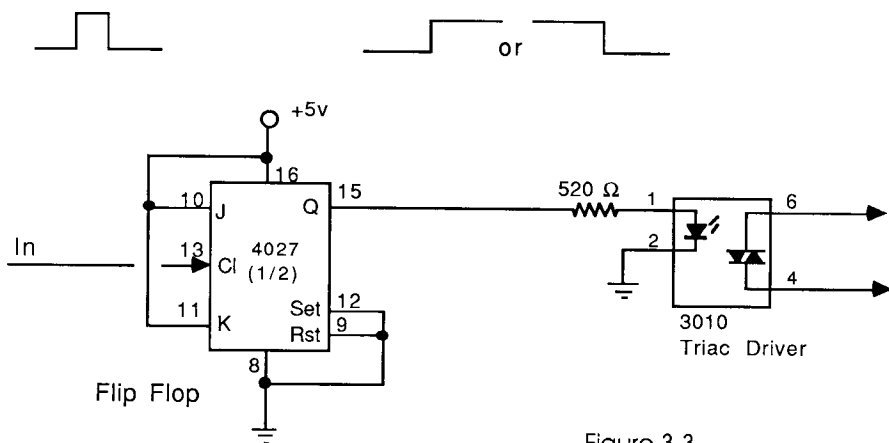 or
+5v
16
10
J
Q
15
520 Ω
1
6
In
13
Cl
4027
(1/2)
2
4
11
K
Set
12
Rst
9
3010
Triac Driver
8
Flip Flop
Figure 3.3